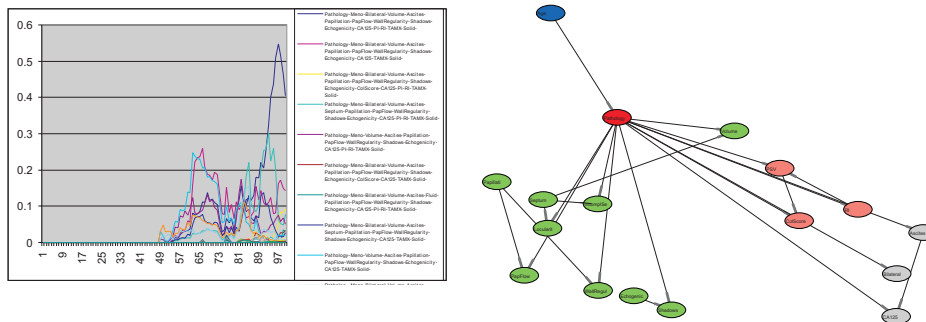 0.6
0.5
0.4
0.3
0.2
0.1
0
1
9
17
25
33
41
49
57
65
73
81
89
97
Pathology-Meno-Bilateral-Volume-Ascites-
Papillation-PapFlow-WallRegularity-Shadows-
Echogenicity-CA125-PI-RI-TAMX-Solid-
Pathology-Meno-Bilateral-Volume-Ascites-
Papillation-PapFlow-WallRegularity-Shadows-
Echogenicity-CA125-TAMX-Solid-
Pathology-Meno-Bilateral-Volume-Ascites-
Papillation-PapFlow-WallRegularity-Shadows-
Echogenicity-ColScore-CA125-PI-RI-TAMX-
Solid-
Pathology-Meno-Bilateral-Volume-Ascites-
Septum-Papillation-PapFlow-WallRegularity-
Shadows-Echogenicity-CA125-PI-RI-TAMX-
Solid-
Pathology-Meno-Volume-Ascites-Papillation-
PapFlow-WallRegularity-Shadows-Echogenicity-
CA125-PI-RI-TAMX-Solid-
Pathology-Meno-Bilateral-Volume-Ascites-
Papillation-PapFlow-WallRegularity-Shadows-
Echogenicity-ColScore-CA125-TAMX-Solid-
Pathology-Meno-Bilateral-Volume-Ascites-Fluid-
Papillation-PapFlow-WallRegularity-Shadows-
Echogenicity-CA125-PI-RI-TAMX-Solid-
Pathology-Meno-Bilateral-Volume-Ascites-
Septum-Papillation-PapFlow-WallRegularity-
Shadows-Echogenicity-CA125-TAMX-Solid-
Pathology-Meno-Volume-Ascites-Papillation-
PapFlow-WallRegularity-Shadows-Echogenicity-
CA125-TAMX-Solid-
Pathology
Volume
Papillati
Septum
Locularit
PapFlow
WallRegul
Echogenic
Shadows
PSV
RI
ColScore
Ascites
Bilateral
CA125